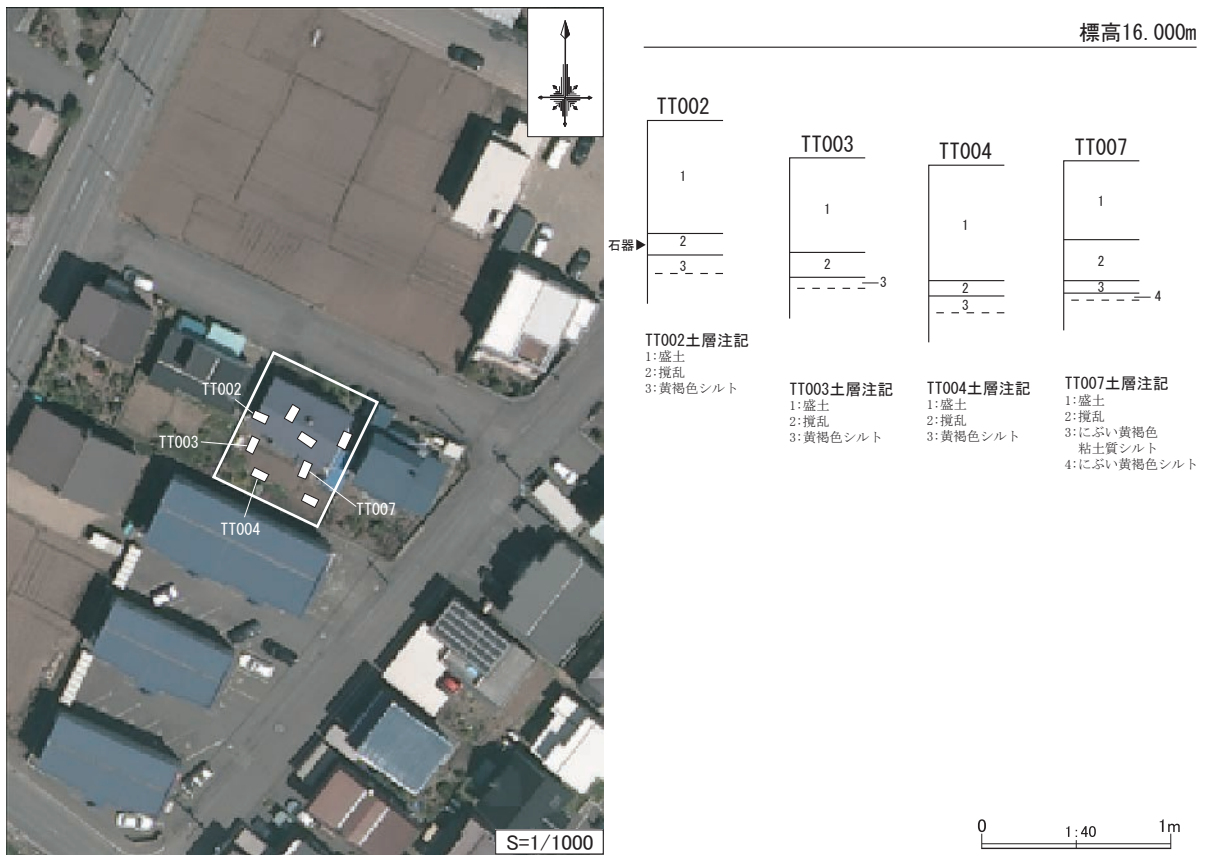 標高16.000m
TT002
1
2
3
石器▶
TT003
1
2
3
TT004
1
2
3
TT007
1
2
3
4
TT002土層注記
1:盛土
2:撹乱
3:黄褐色シルト
TT003土層注記
1:盛土
2:撹乱
3:黄褐色シルト
TT004土層注記
1:盛土
2:撹乱
3:黄褐色シルト
TT007土層注記
1:盛土
2:撹乱
3:にぶい黄褐色
粘土質シルト
4:にぶい黄褐色シルト
TT002
TT003
TT004
TT007
S=1/1000
0
1:40
1m